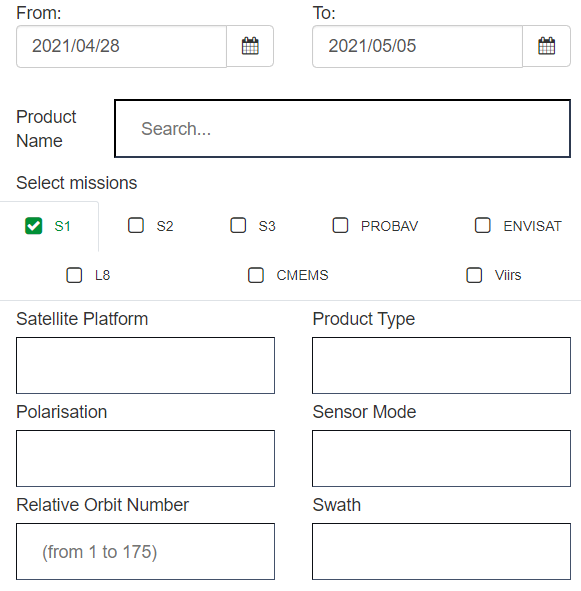 From: To:
2021/04/28 2021/05/05
Product
Name
Search...
Select missions
S1 S2 S3 PROBAV ENVISAT
L8 CMEMS Viirs
Satellite Platform Product Type
Polarisation Sensor Mode
Relative Orbit Number Swath
(from 1 to 175)